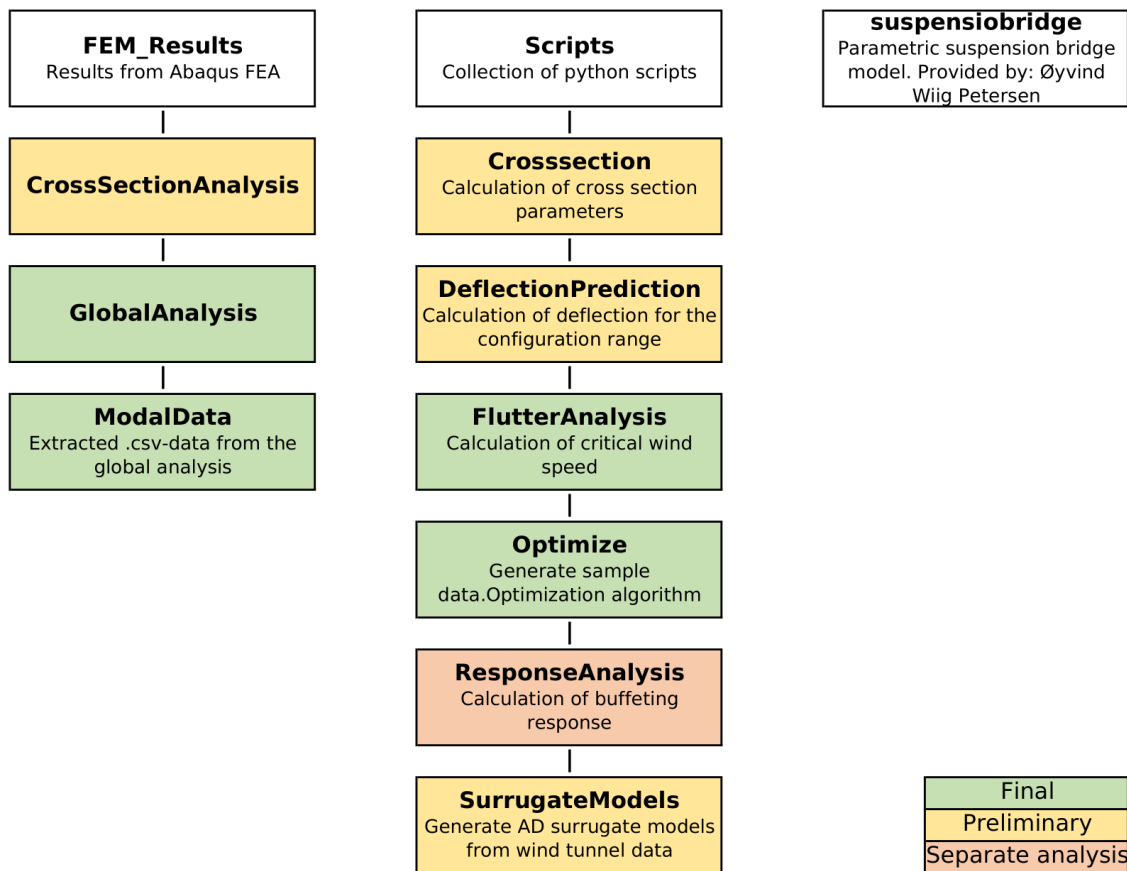 FEM_Results
Results from Abaqus FEA
CrossSectionAnalysis
GlobalAnalysis
ModalData
Extracted .csv-data from the
global analysis
Scripts
Collection of python scripts
Crosssection
Calculation of cross section
parameters
DeflectionPrediction
Calculation of deflection for the
configuration range
FlutterAnalysis
Calculation of critical wind
speed
Optimize
Generate sample
data.Optimization algorithm
ResponseAnalysis
Calculation of buffeting
response
SurrugateModels
Generate AD surrugate models
from wind tunnel data
suspensiobridge
Parametric suspension bridge
model. Provided by: Øyvind
Wiig Petersen
Final
Preliminary
Separate analysis